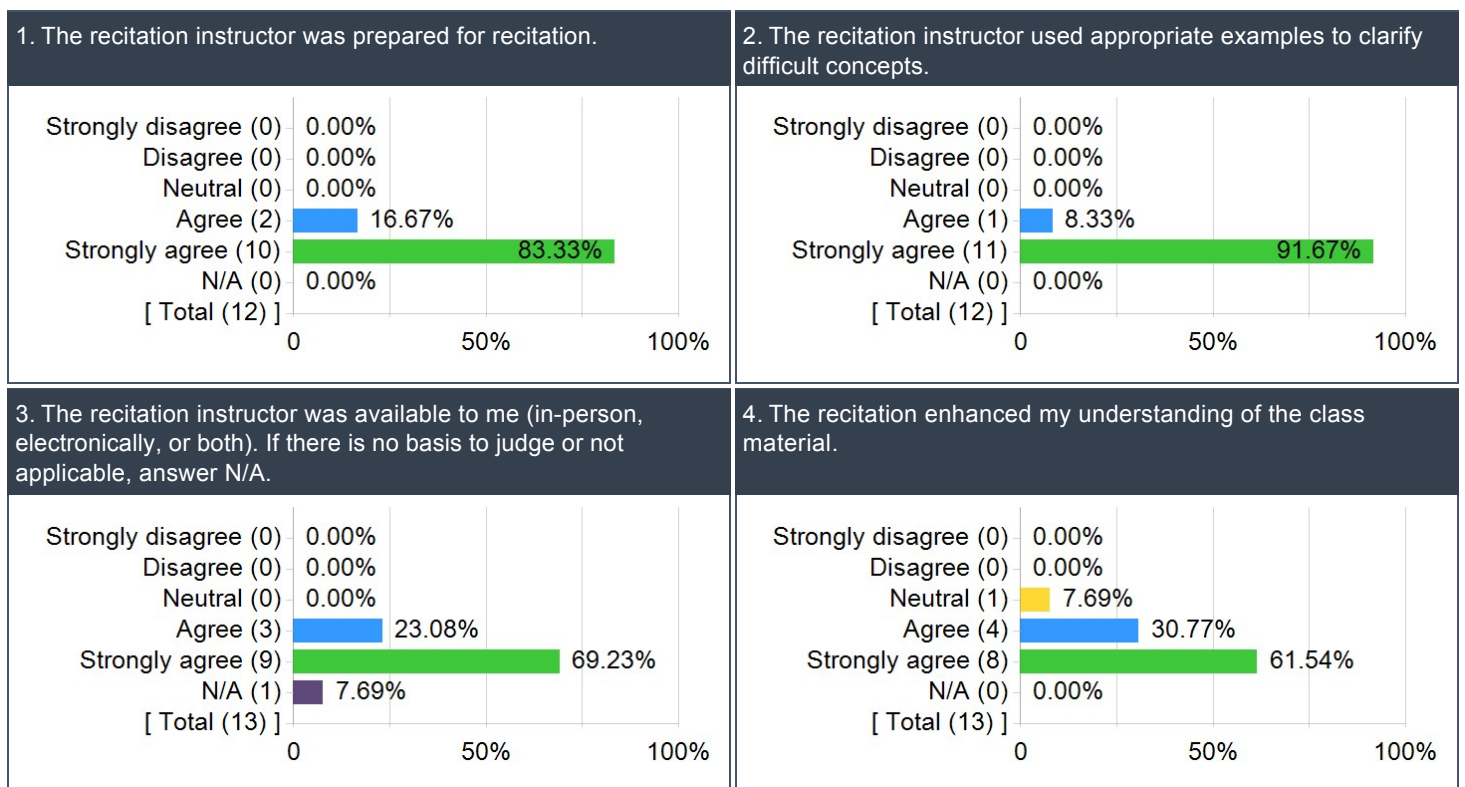 1. The recitation instructor was prepared for recitation.
Strongly disagree (0) 0.00%
Disagree (0) 0.00%
Neutral (0) 0.00%
Agree (2) 16.67%
Strongly agree (10) 83.33%
N/A (0) 0.00%
[ Total (12) ]
0 50% 100%
2. The recitation instructor used appropriate examples to clarify
difficult concepts.
Strongly disagree (0) 0.00%
Disagree (0) 0.00%
Neutral (0) 0.00%
Agree (1) 8.33%
Strongly agree (11) 91.67%
N/A (0) 0.00%
[ Total (12) ]
0 50% 100%
3. The recitation instructor was available to me (in-person,
electronically, or both). If there is no basis to judge or not
applicable, answer N/A.
Strongly disagree (0) 0.00%
Disagree (0) 0.00%
Neutral (0) 0.00%
Agree (3) 23.08%
Strongly agree (9) 69.23%
N/A (1) 7.69%
[ Total (13) ]
0 50% 100%
4. The recitation enhanced my understanding of the class
material.
Strongly disagree (0) 0.00%
Disagree (0) 0.00%
Neutral (1) 7.69%
Agree (4) 30.77%
Strongly agree (8) 61.54%
N/A (0) 0.00%
[ Total (13) ]
0 50% 100%